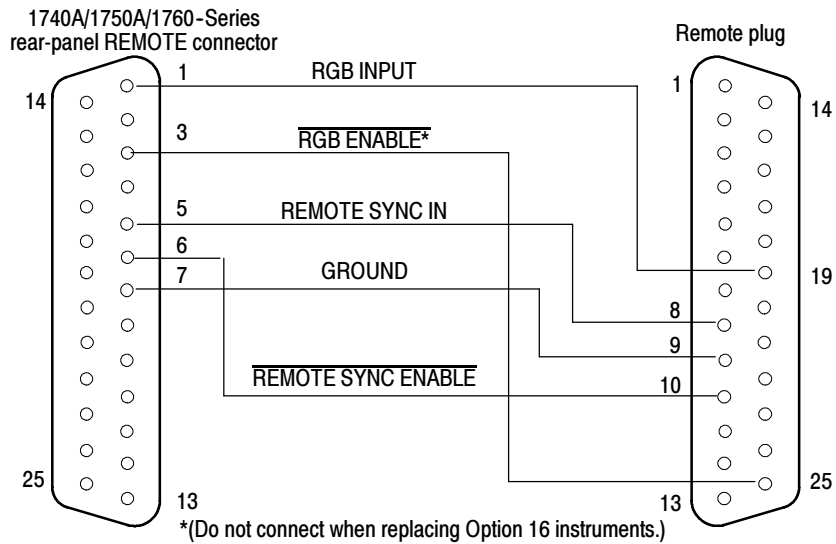 1740A/1750A/1760-Series
rear-panel REMOTE connector
Remote plug
1
RGB INPUT
1
14
14
3
RGB ENABLE*
5
REMOTE SYNC IN
6
7
GROUND
19
8
9
REMOTE SYNC ENABLE
10
25
25
13
13
*(Do not connect when replacing Option 16 instruments.)